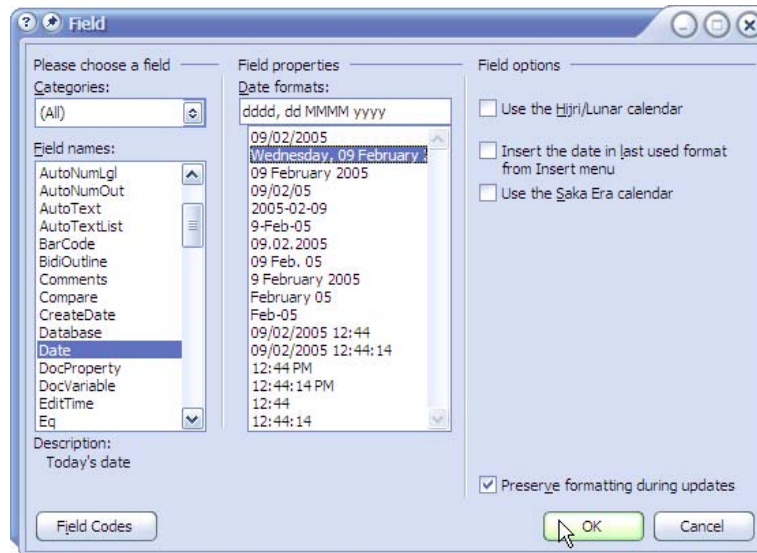 Field
Please choose a field
Categories:
(All)
Field names:
AutoNumLgl
AutoNumOut
AutoText
AutoTextList
BarCode
BidiOutline
Comments
Compare
CreateDate
Database
Date
DocProperty
DocVariable
EditTime
Eq
Description:
Today's date
Field Codes
Field properties
Date formats:
dddd, dd MMMM yyyy
09/02/2005
Wednesday, 09 February 2
09 February 2005
09/02/05
2005-02-09
9-Feb-05
09.02.2005
09 Feb. 05
9 February 2005
February 05
Feb-05
09/02/2005 12:44
09/02/2005 12:44:14
12:44 PM
12:44:14 PM
12:44
12:44:14
Field options
Use the Hijri/Lunar calendar
Insert the date in last used format
from Insert menu
Use the Saka Era calendar
Preserve formatting during updates
OK
Cancel